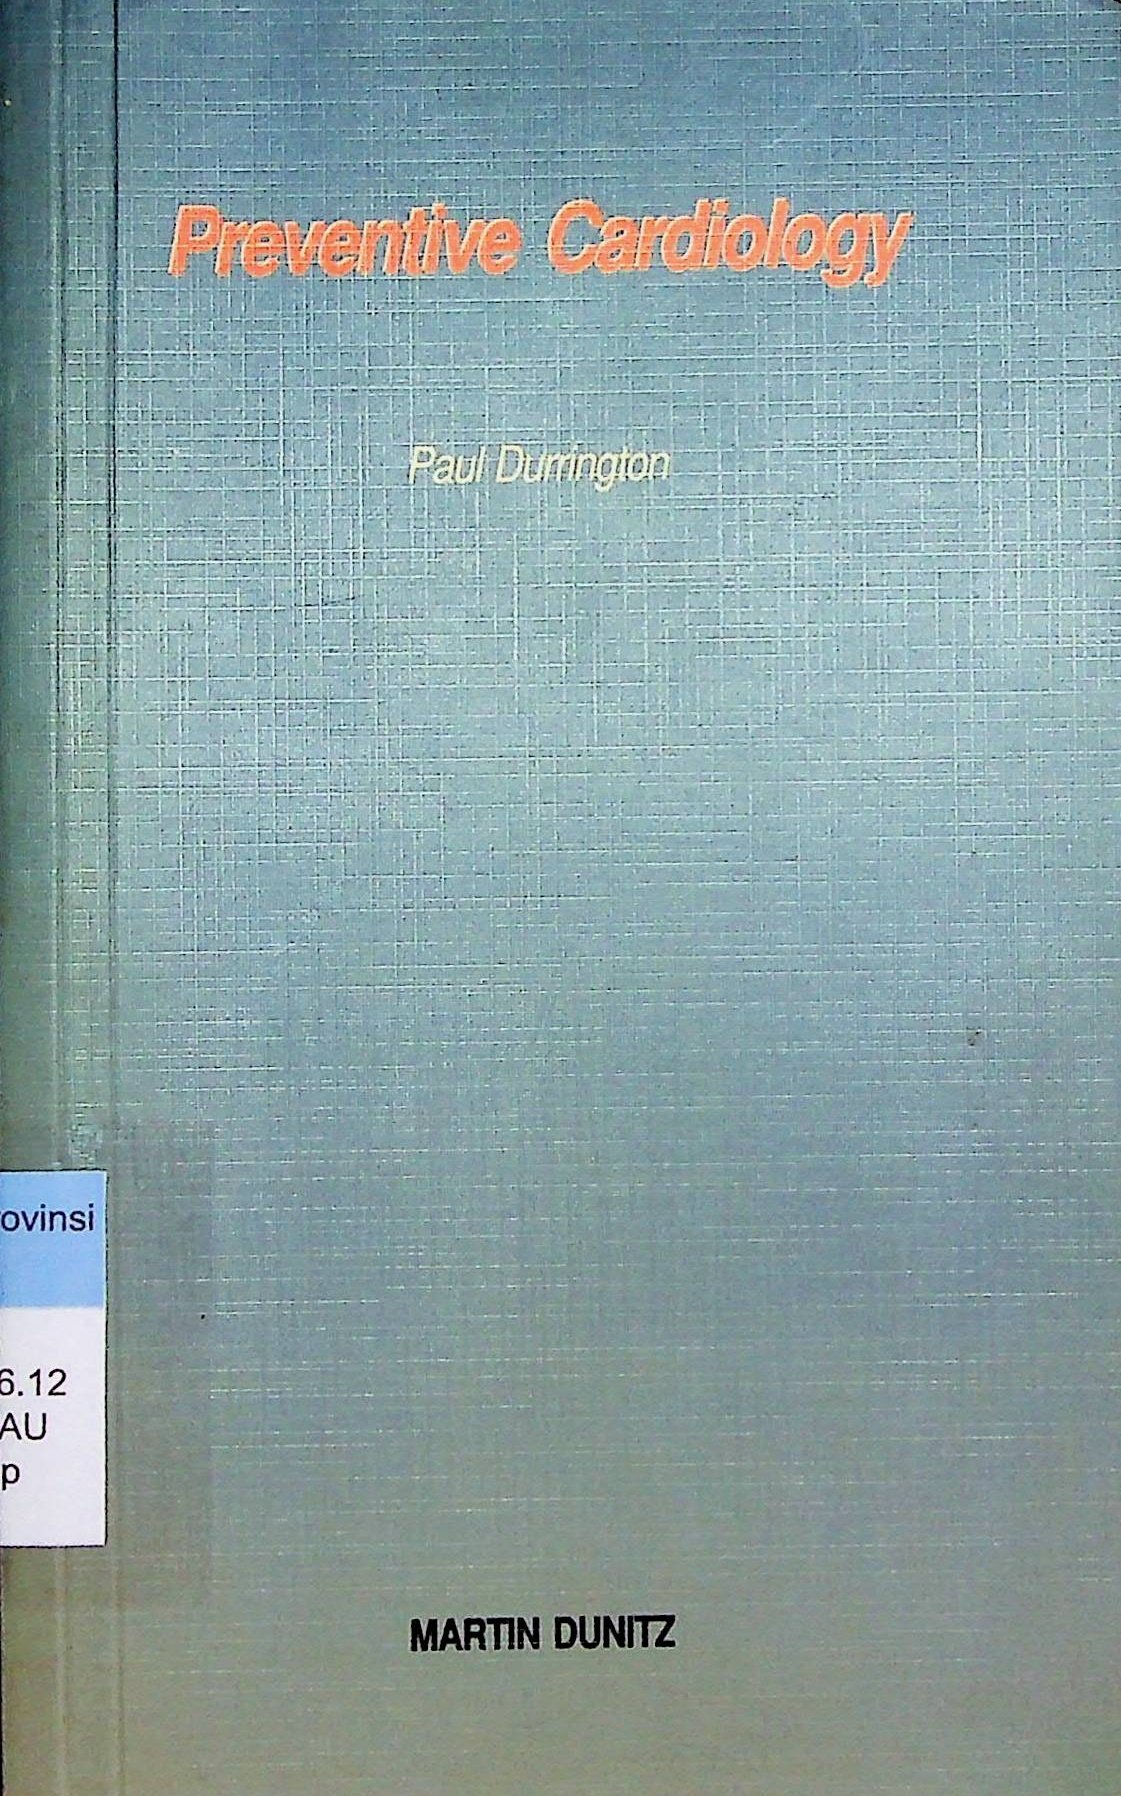 Preventive Cardiology
Paul Durrington
ovinsi
6.12
AU
p
MARTIN DUNITZ